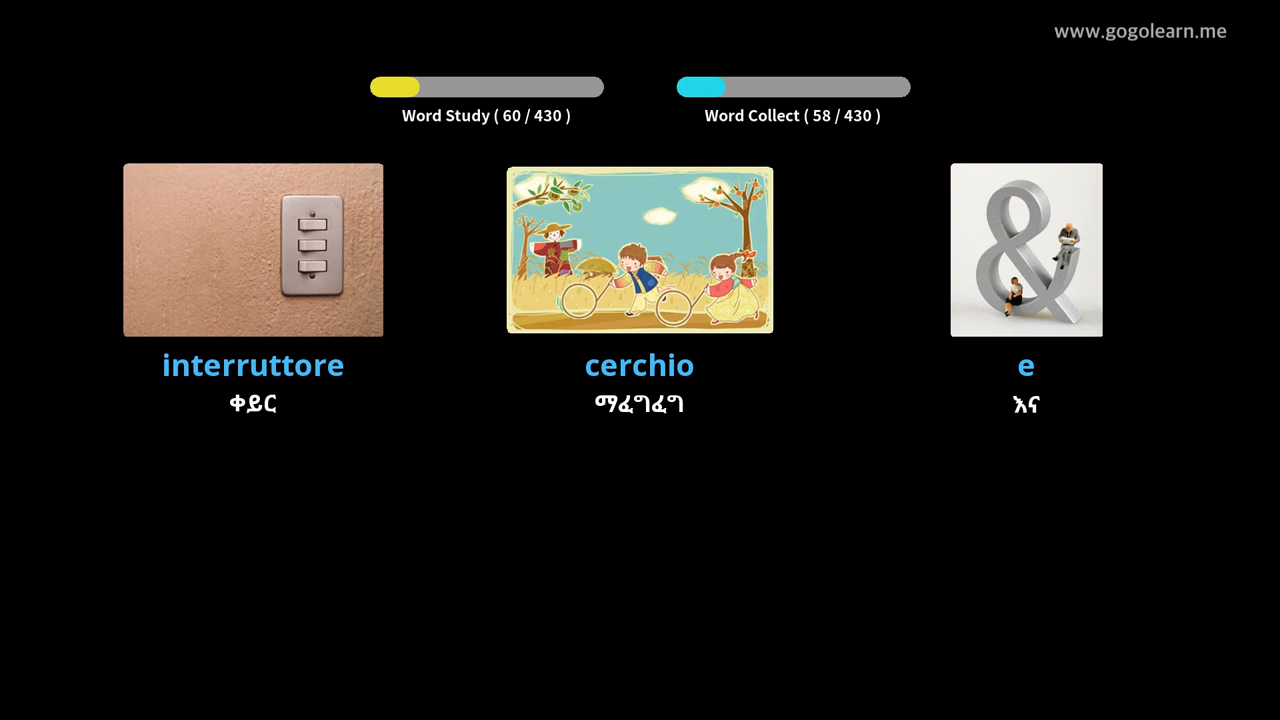 www.gogolearn.me
Word Study ( 60 / 430 )
Word Collect ( 58 / 430 )
interruttore
ቀይር
cerchio
ማፈግፈግ
e
እና